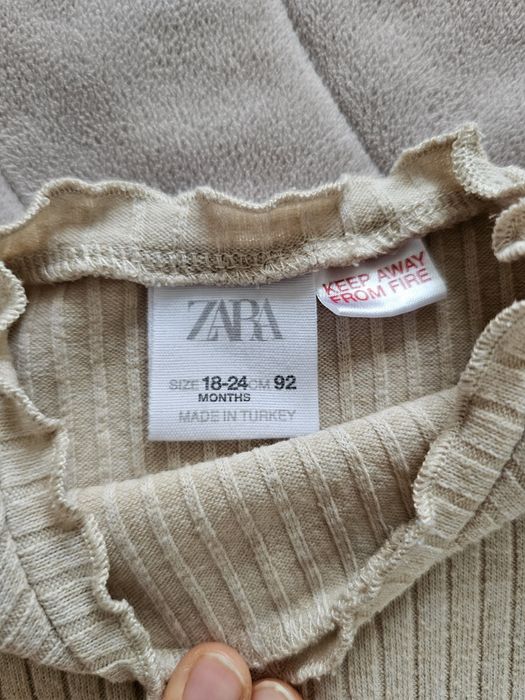 ZARA
SIZE 18-24 CM 92
MONTHS
MADE IN TURKEY
KEEP AWAY
FROM FIRE